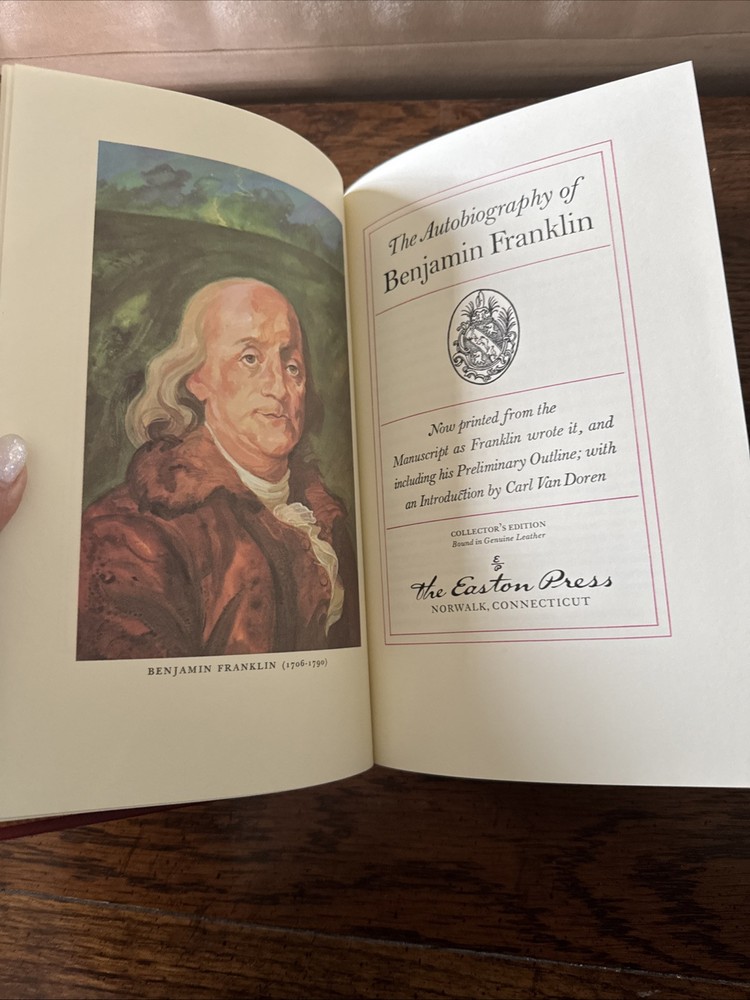 BENJAMIN FRANKLIN (1706-1790)
The Autobiography of
Benjamin Franklin
Now printed from the
Manuscript as Franklin wrote it, and
including his Preliminary Outline; with
an Introduction by Carl Van Doren
COLLECTOR'S EDITION
Bound in Genuine Leather
E
P
the Easton Press
NORWALK, CONNECTICUT